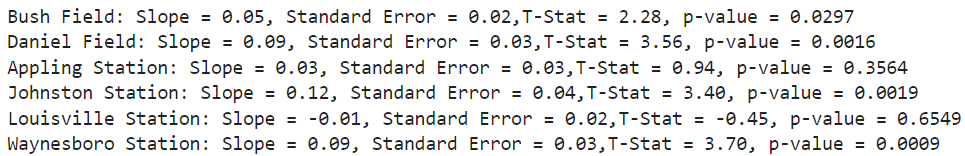 Bush Field: Slope = 0.05, Standard Error = 0.02,T-Stat = 2.28, p-value = 0.0297
Daniel Field: Slope = 0.09, Standard Error = 0.03,T-Stat = 3.56, p-value = 0.0016
Appling Station: Slope = 0.03, Standard Error = 0.03,T-Stat = 0.94, p-value = 0.3564
Johnston Station: Slope = 0.12, Standard Error = 0.04,T-Stat = 3.40, p-value = 0.0019
Louisville Station: Slope = -0.01, Standard Error = 0.02,T-Stat = -0.45, p-value = 0.6549
Waynesboro Station: Slope = 0.09, Standard Error = 0.03,T-Stat = 3.70, p-value = 0.0009